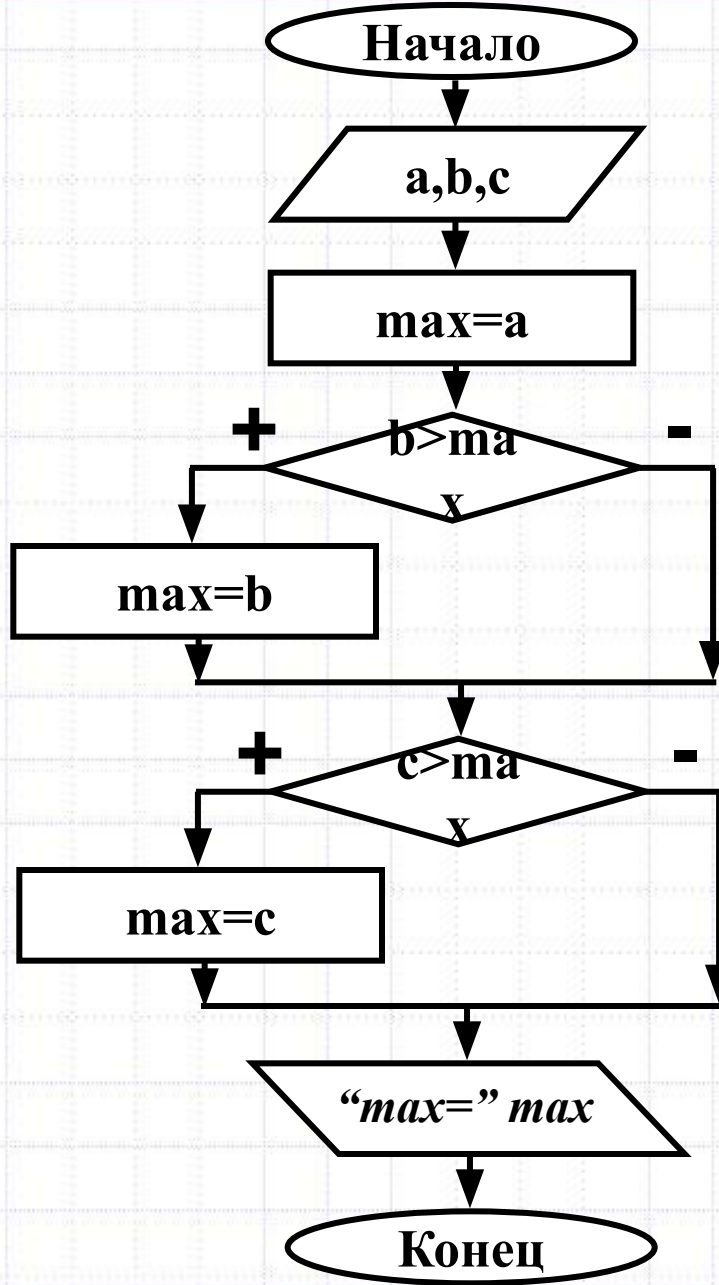 Начало
a,b,c
max=a
+
-
b>ma
x
max=b
+
-
c>ma
x
max=c
“max=” max
Конец